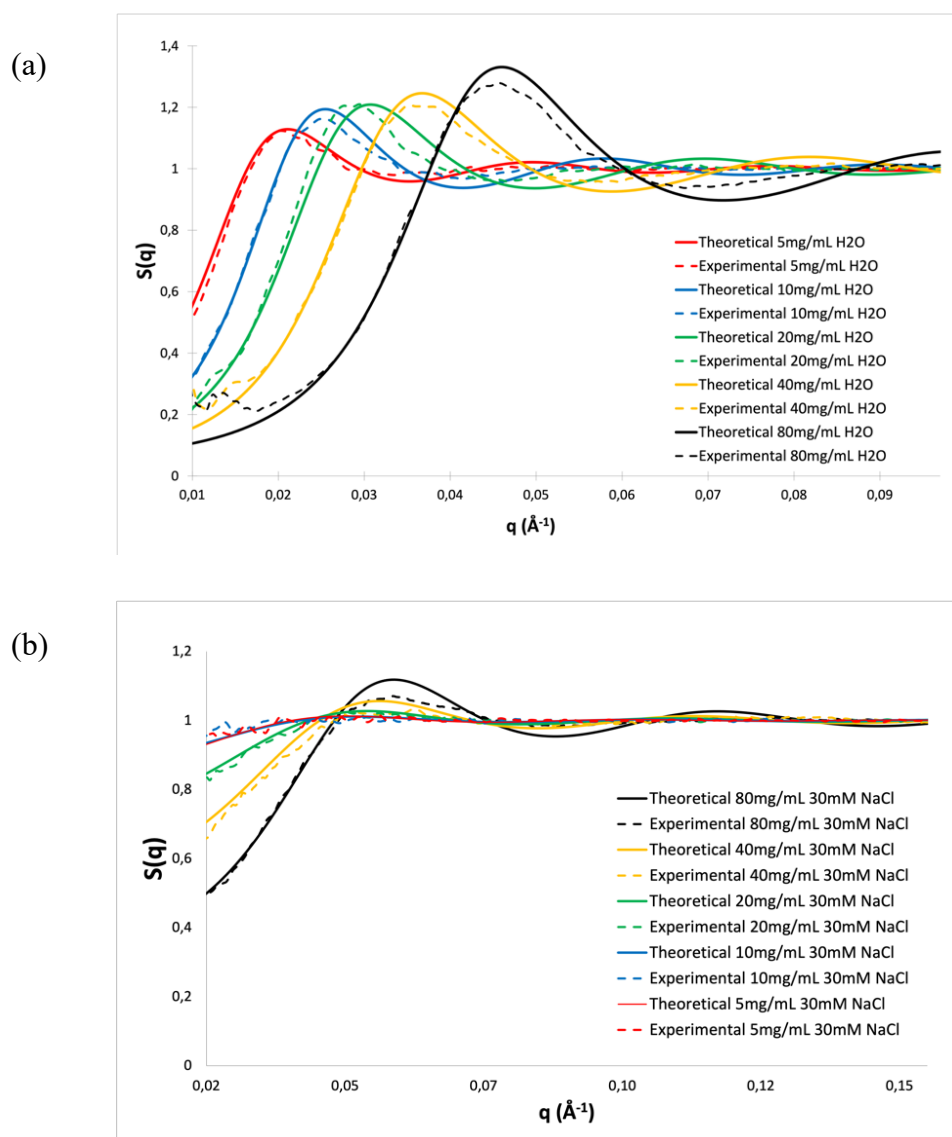 (a)
1,4
1,2
1
0,8
0,6
0,4
0,2
0
S(q)
Theoretical 5mg/mL H2O
Experimental 5mg/mL H2O
Theoretical 10mg/mL H2O
Experimental 10mg/mL H2O
Theoretical 20mg/mL H2O
Experimental 20mg/mL H2O
Theoretical 40mg/mL H2O
Experimental 40mg/mL H2O
Theoretical 80mg/mL H2O
Experimental 80mg/mL H2O
0,01 0,02 0,03 0,04 0,05 0,06 0,07 0,08 0,09
q (Å⁻¹)
(b)
1,2
1
0,8
0,6
0,4
0,2
0
S(q)
Theoretical 80mg/mL 30mM NaCl
Experimental 80mg/mL 30mM NaCl
Theoretical 40mg/mL 30mM NaCl
Experimental 40mg/mL 30mM NaCl
Theoretical 20mg/mL 30mM NaCl
Experimental 20mg/mL 30mM NaCl
Theoretical 10mg/mL 30mM NaCl
Experimental 10mg/mL 30mM NaCl
Theoretical 5mg/mL 30mM NaCl
Experimental 5mg/mL 30mM NaCl
0,02 0,05 0,07 0,10 0,12 0,15
q (Å⁻¹)